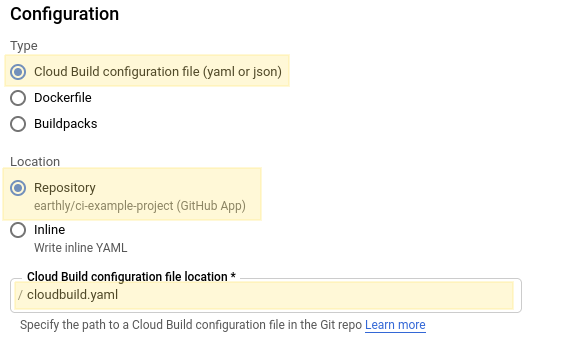 Configuration
Type
Cloud Build configuration file (yaml or json)
Dockerfile
Buildpacks
Location
Repository
earthly/ci-example-project (GitHub App)
Inline
Write inline YAML
Cloud Build configuration file location *
/ cloudbuild.yaml
Specify the path to a Cloud Build configuration file in the Git repo Learn more